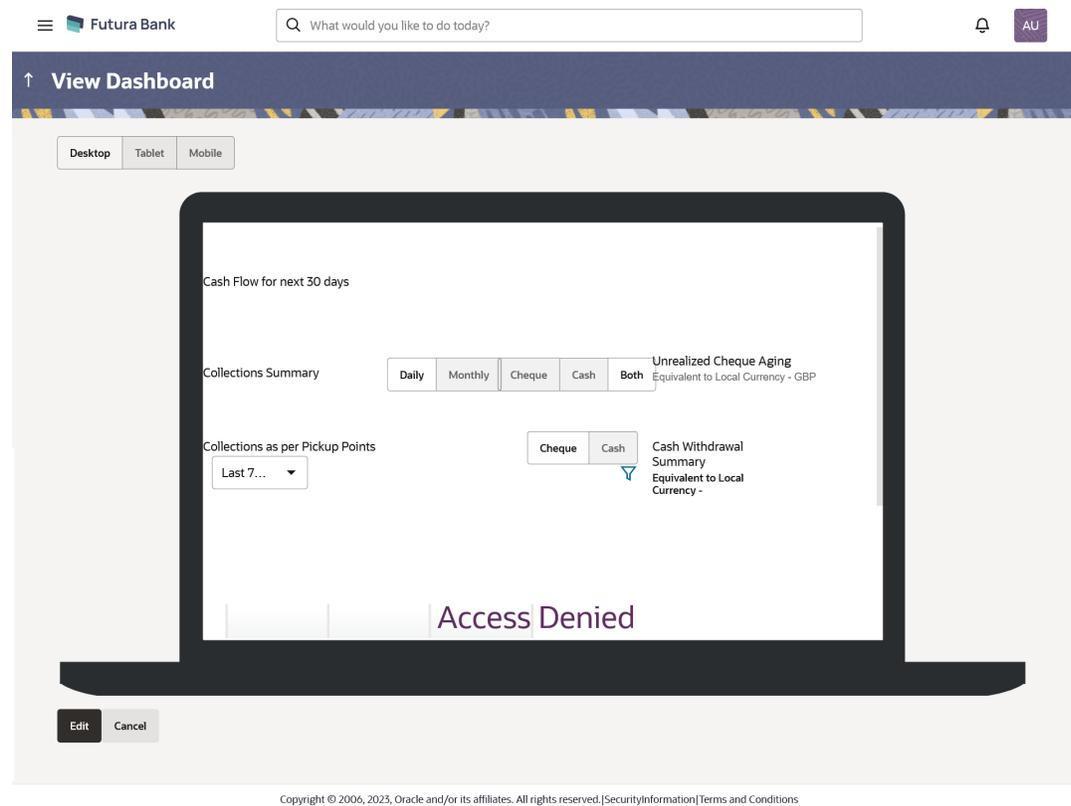 Futura Bank
What would you like to do today?
AU
View Dashboard
Desktop
Tablet
Mobile
Cash Flow for next 30 days
Collections Summary
Daily
Monthly
Cheque
Cash
Both
Unrealized Cheque Aging
Equivalent to Local Currency - GBP
Collections as per Pickup Points
Last 7...
Cheque
Cash
Cash Withdrawal
Summary
Equivalent to Local
Currency -
Access Denied
Edit
Cancel
Copyright © 2006, 2023, Oracle and/or its affiliates. All rights reserved.|SecurityInformation|Terms and Conditions